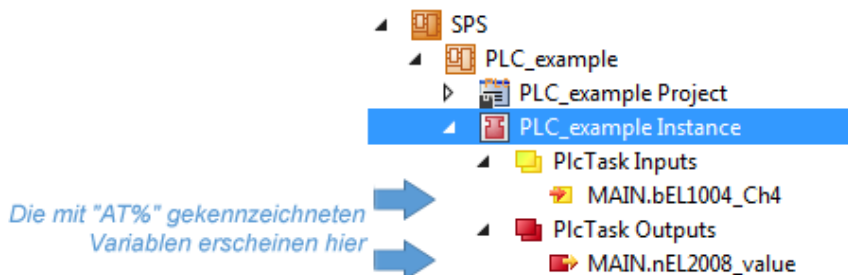 SPS
PLC_example
PLC_example Project
PLC_example Instance
PlcTask Inputs
MAIN.bEL1004_Ch4
PlcTask Outputs
MAIN.nEL2008_value
Die mit "AT%" gekennzeichneten
Variablen erscheinen hier